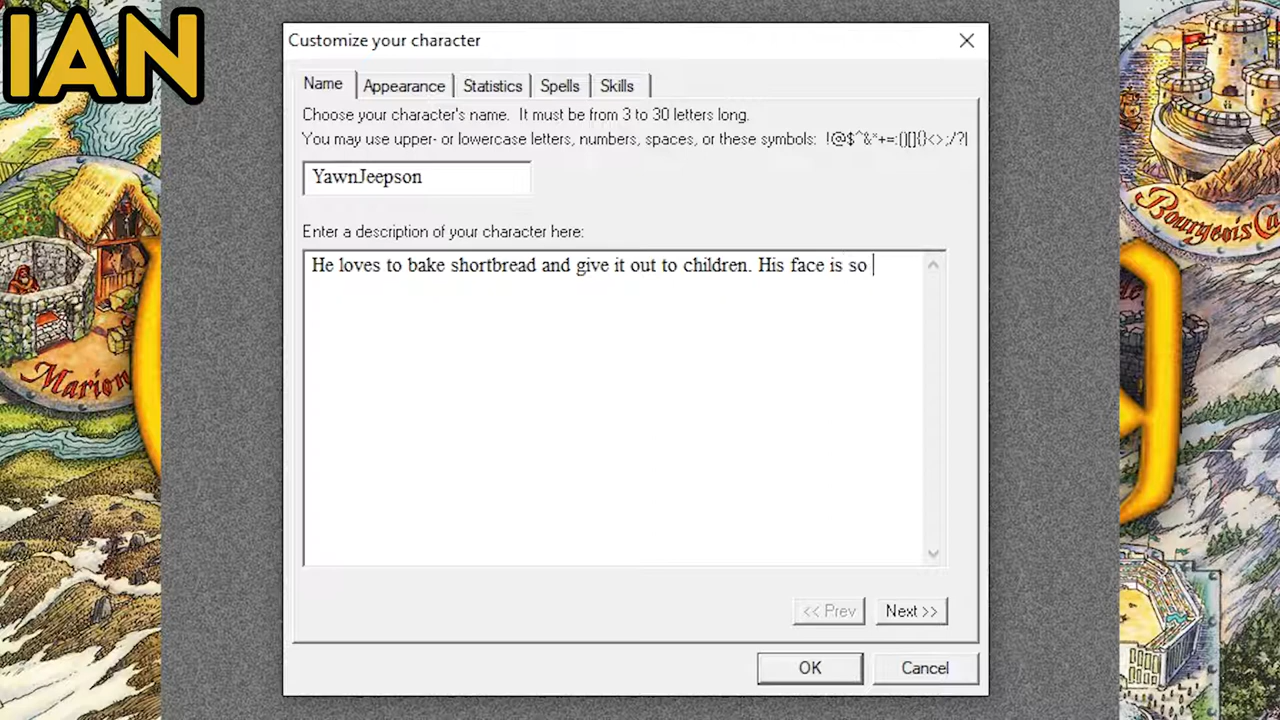 IAN
Customize your character
Name
Appearance
Statistics
Spells
Skills
Choose your character's name. It must be from 3 to 30 letters long.
You may use upper- or lowercase letters, numbers, spaces, or these symbols: !@$^&*+=:()[]{}<>;/?|
YawnJeepson
Enter a description of your character here:
He loves to bake shortbread and give it out to children. His face is so
<< Prev
Next >>
OK
Cancel
Marion
Bourgeois